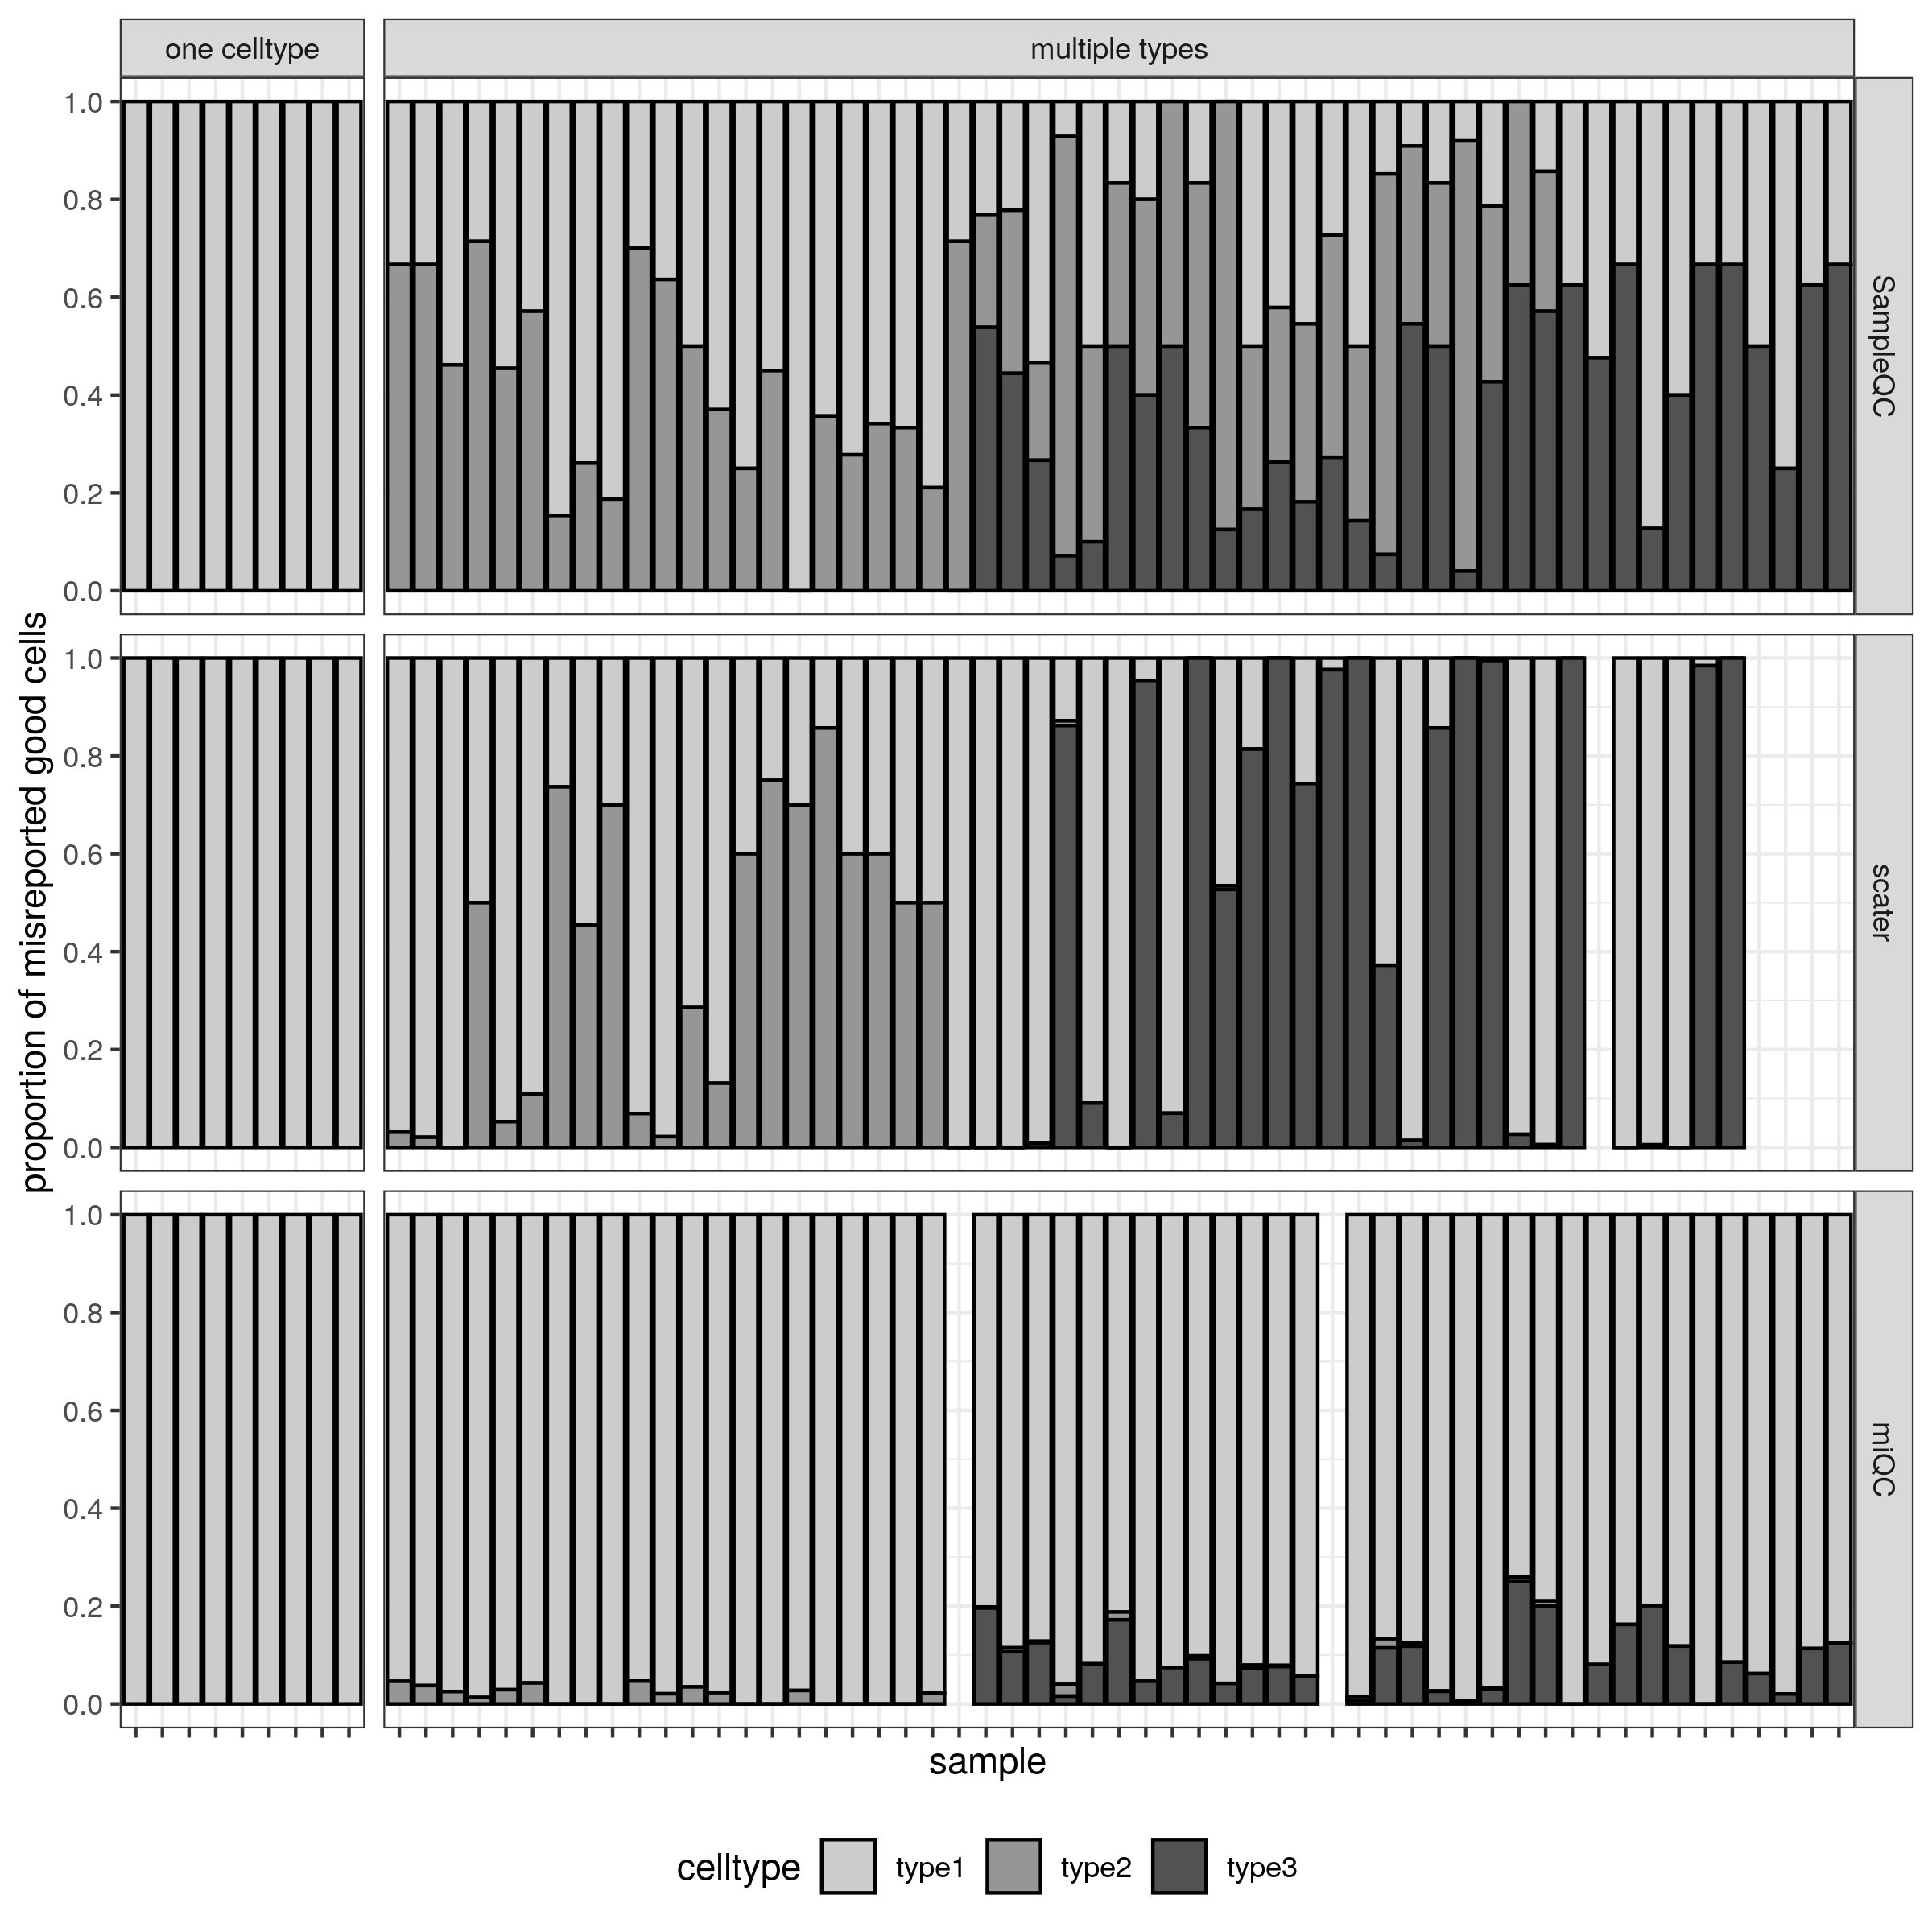 one celltype
multiple types
1.0
0.8
0.6
0.4
0.2
0.0
SampleQC
1.0
0.8
0.6
0.4
0.2
0.0
scater
1.0
0.8
0.6
0.4
0.2
0.0
miQC
proportion of misreported good cells
sample
celltype type1 type2 type3